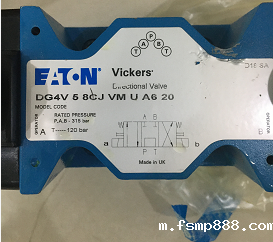 P
A B
T T
EATON Vickers
Directional Valve
DG4V 5 8CJ VM U A6 20
MODEL CODE
RATED PRESSURE
P,A,B - 315 bar
T-----120 bar
OPERATOR
A
A B
a b
P T
Made in UK
m.fsmp888.com